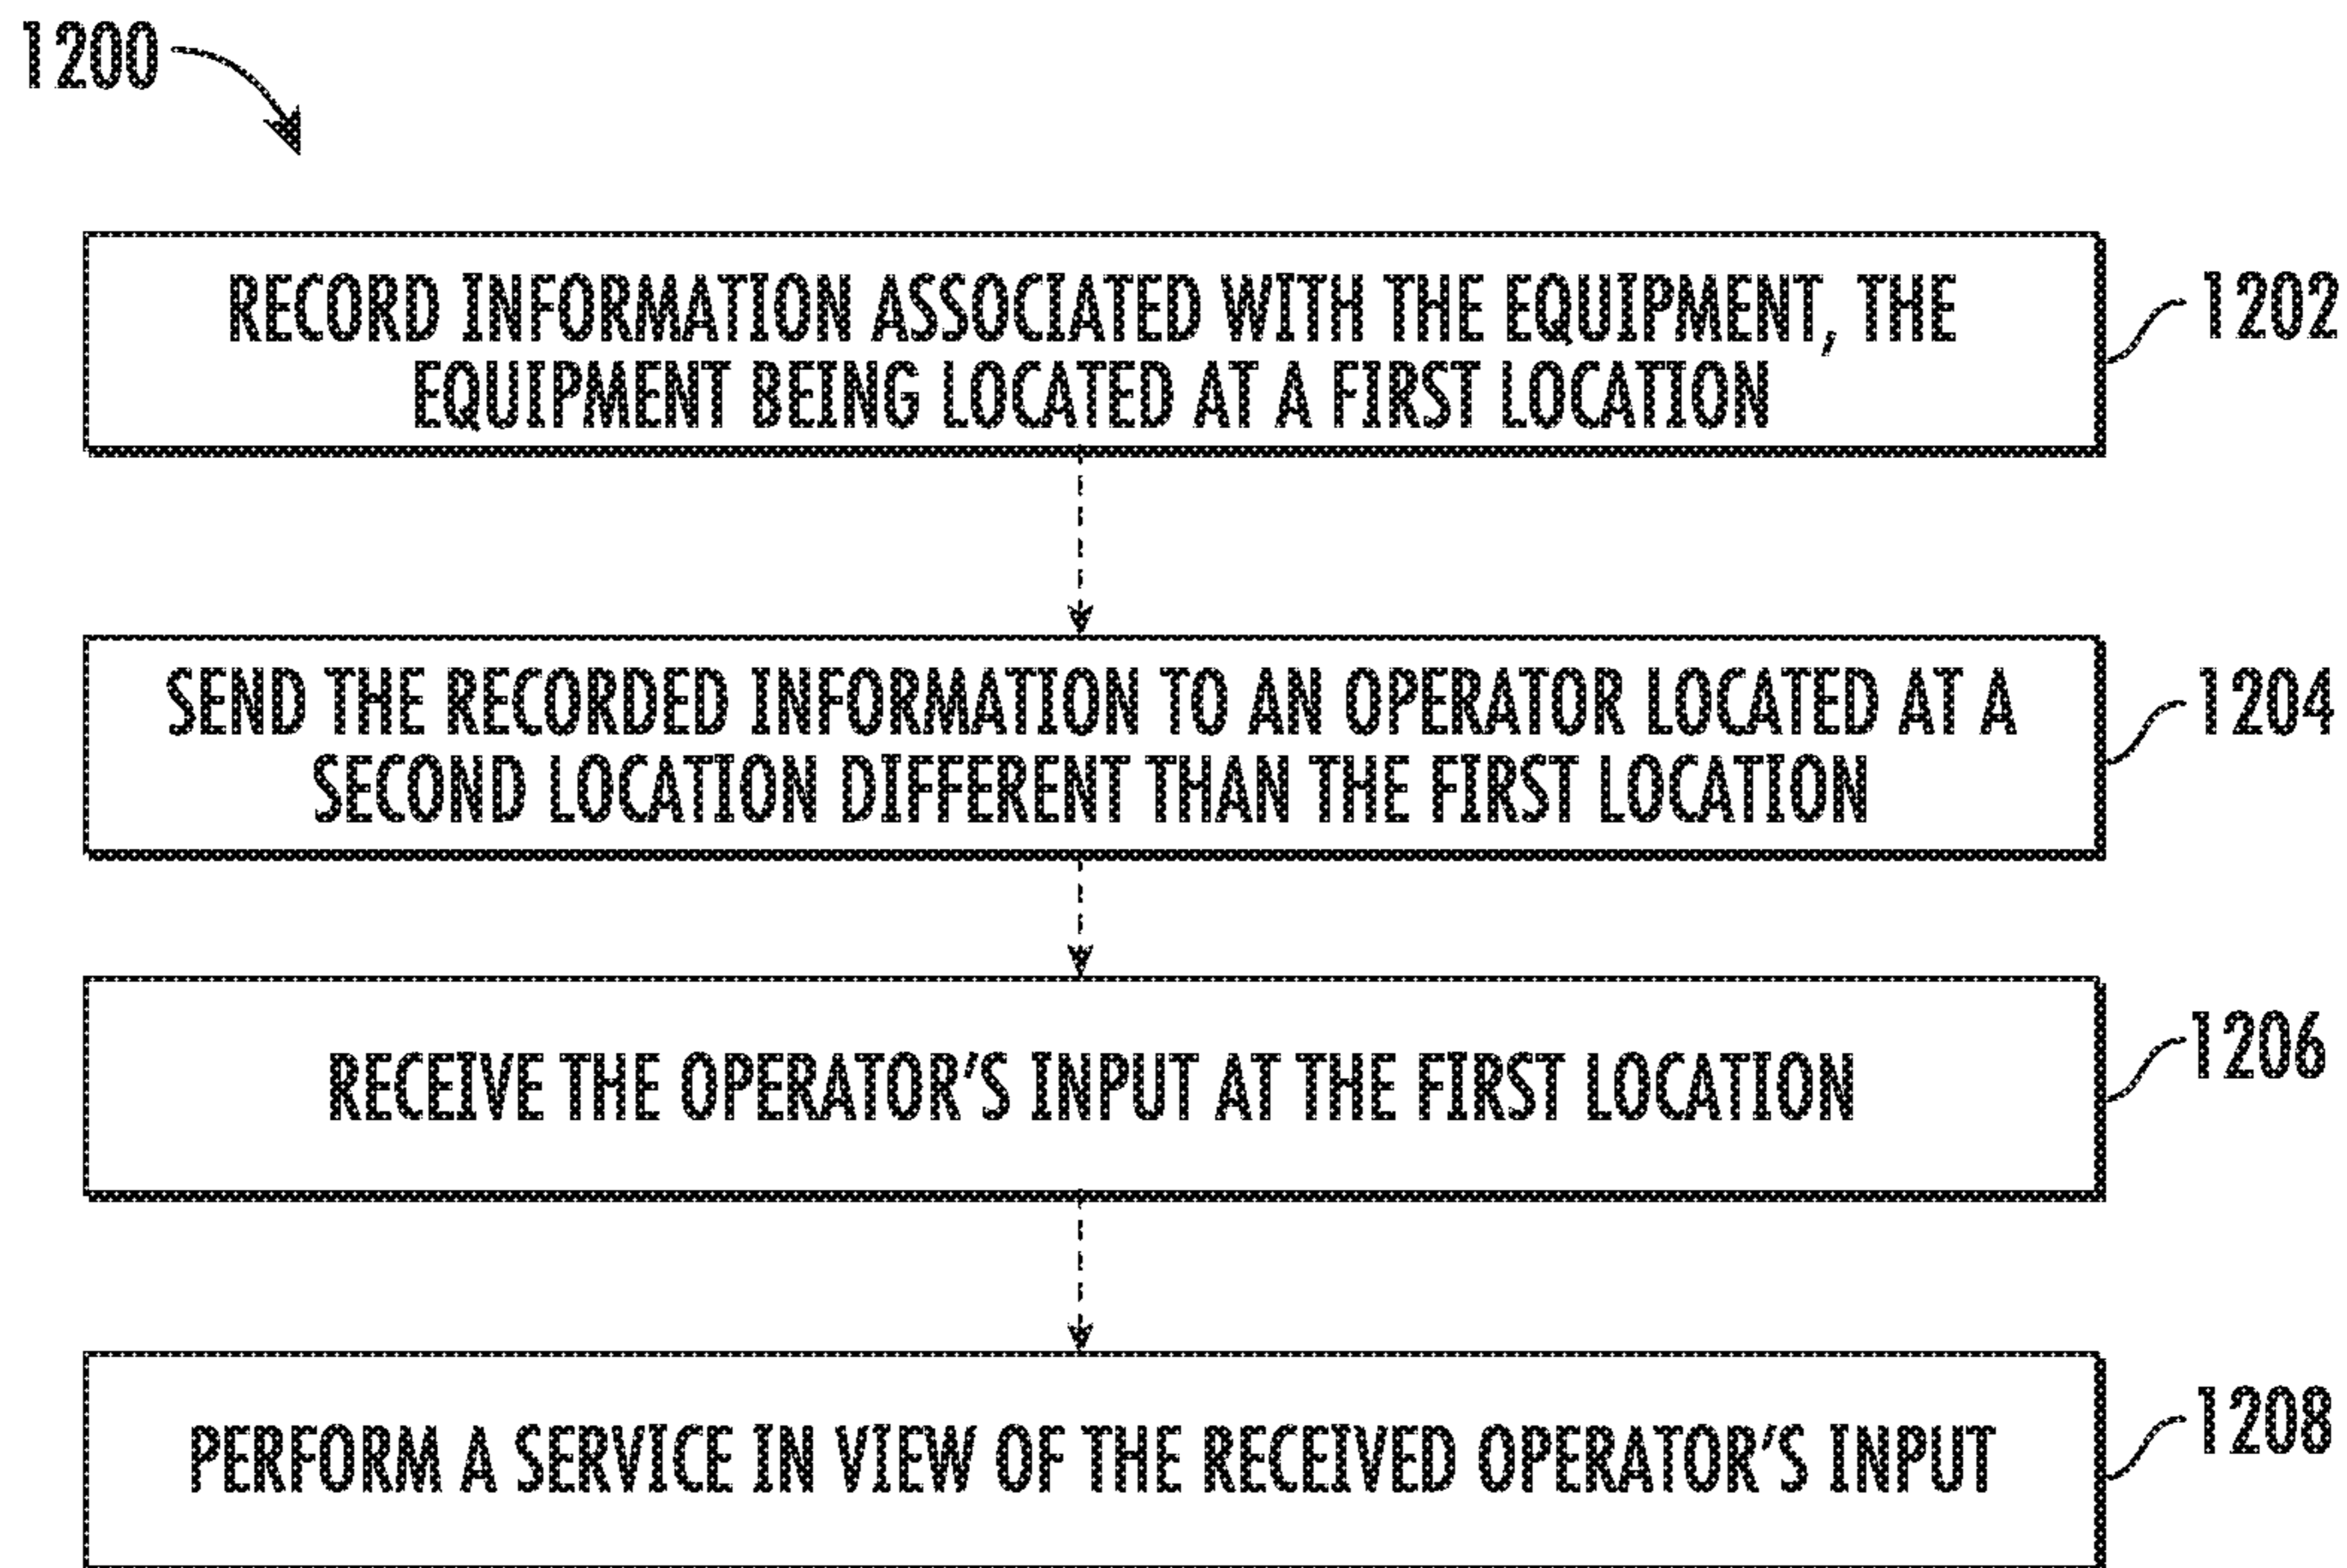 1200
RECORD INFORMATION ASSOCIATED WITH THE EQUIPMENT, THE
EQUIPMENT BEING LOCATED AT A FIRST LOCATION
1202
SEND THE RECORDED INFORMATION TO AN OPERATOR LOCATED AT A
SECOND LOCATION DIFFERENT THAN THE FIRST LOCATION
1204
RECEIVE THE OPERATOR'S INPUT AT THE FIRST LOCATION
1206
PERFORM A SERVICE IN VIEW OF THE RECEIVED OPERATOR'S INPUT
1208